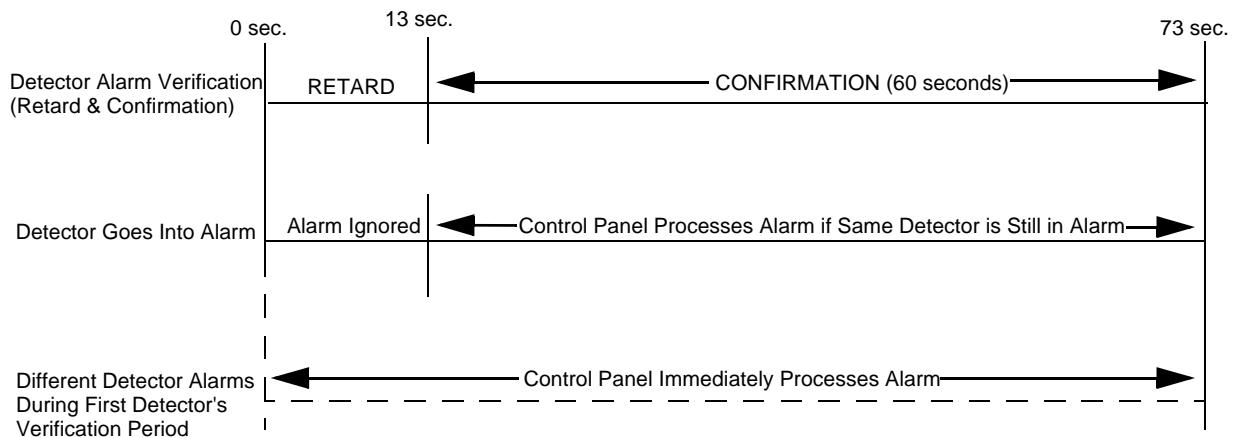 0 sec.
13 sec.
73 sec.
Detector Alarm Verification
(Retard & Confirmation)
RETARD
CONFIRMATION (60 seconds)
Detector Goes Into Alarm
Alarm Ignored
Control Panel Processes Alarm if Same Detector is Still in Alarm
Different Detector Alarms
During First Detector's
Verification Period
Control Panel Immediately Processes Alarm